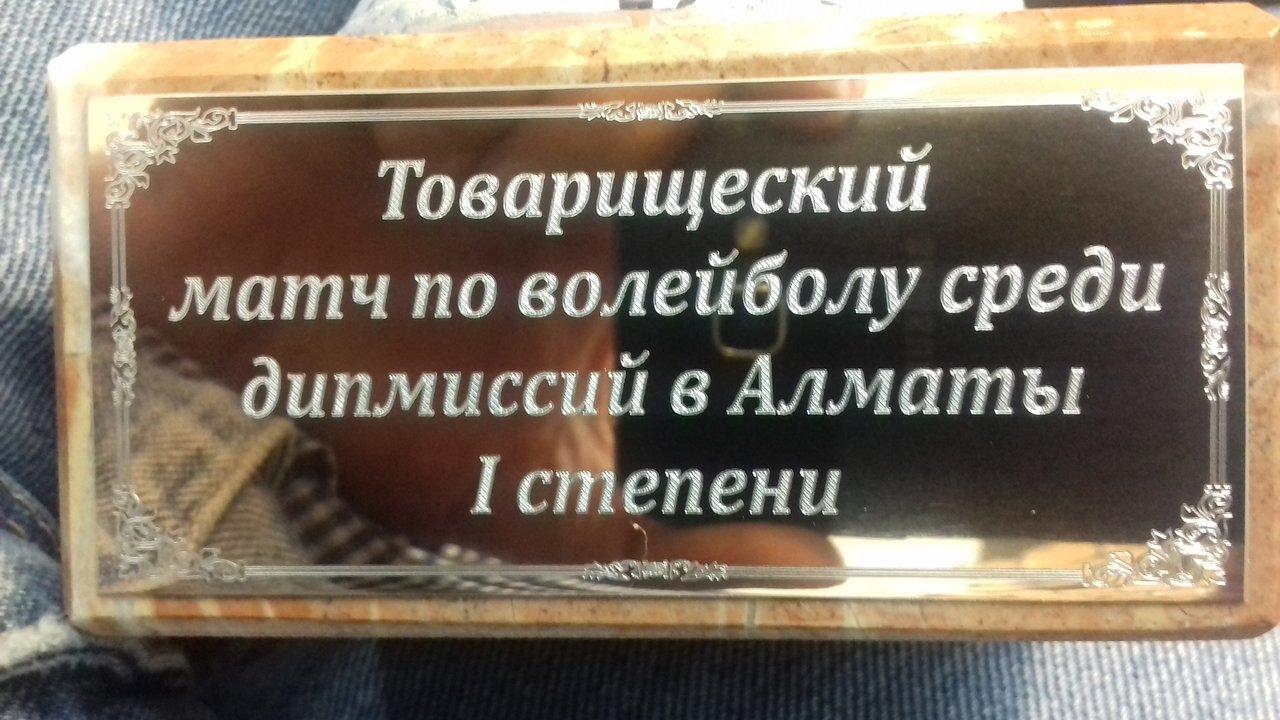 Товарищеский
матч по волейболу среди
дипмиссий в Алматы
I степени